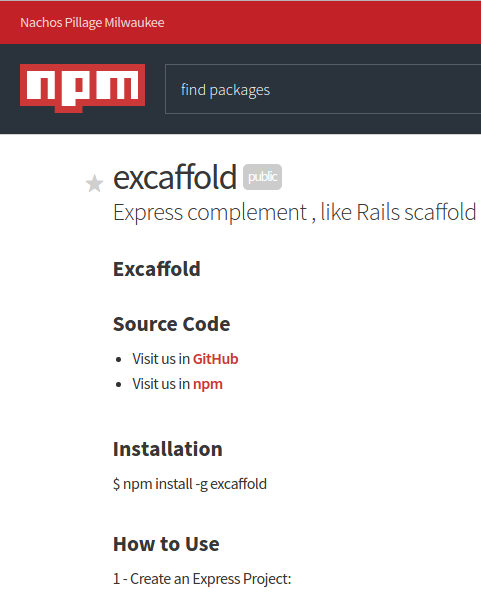 Nachos Pillage Milwaukee
npm
find packages
excaffold public
Express complement , like Rails scaffold
Excaffold
Source Code
Visit us in GitHub
Visit us in npm
Installation
$ npm install -g excaffold
How to Use
1 - Create an Express Project: